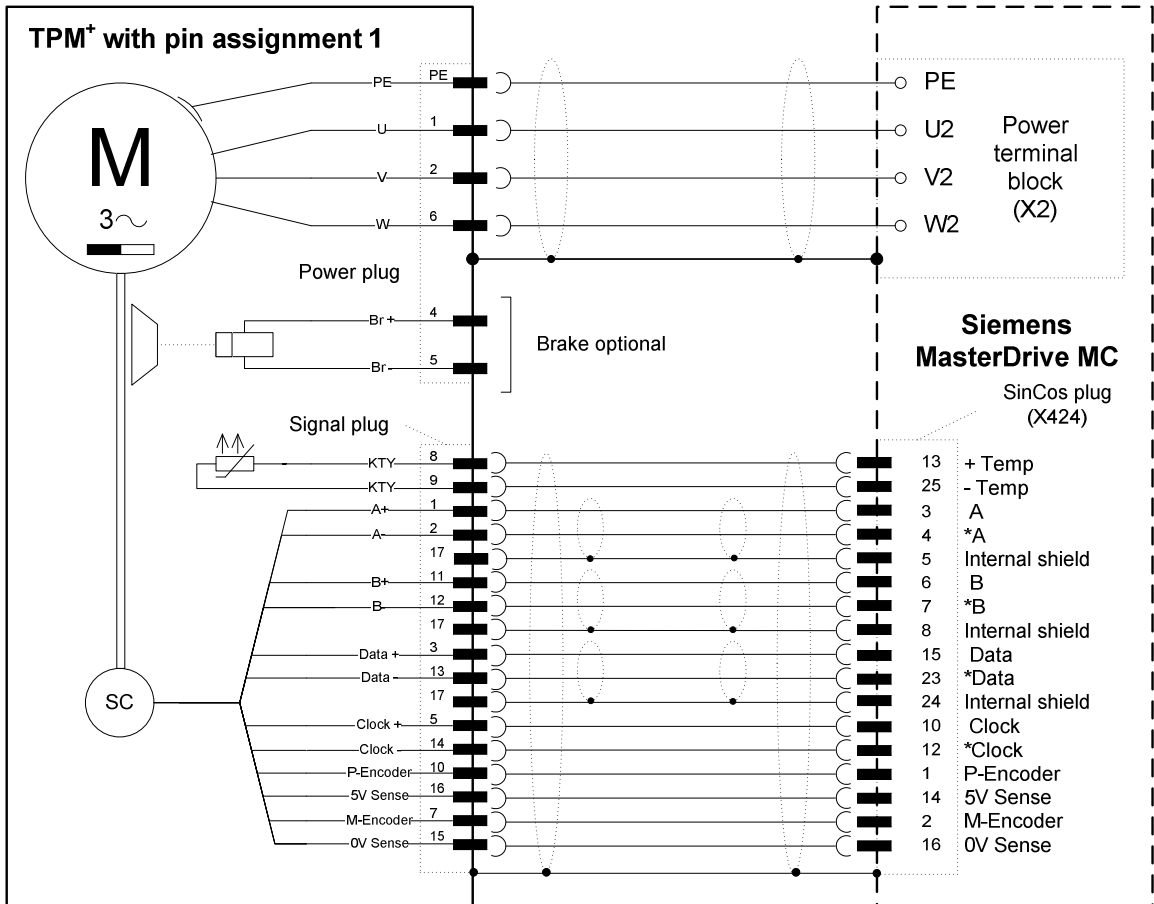 TPM+ with pin assignment 1
PE PE PE
M U 1 U2 Power
terminal
V 2 V2 block
3 (X2)
W 6 W2
Power plug
Br + 4
Brake optional
Br - 5
Siemens
MasterDrive MC
SinCos plug
(X424)
Signal plug
KTY 8 13 + Temp
KTY 9 25 - Temp
A+ 1 3 A
A- 2 4 *A
17 5 Internal shield
B+ 11 6 B
B- 12 7 *B
17 8 Internal shield
Data + 3 15 Data
Data - 13 23 *Data
SC 17 24 Internal shield
Clock + 5 10 Clock
Clock - 14 12 *Clock
P-Encoder 10 1 P-Encoder
5V Sense 16 14 5V Sense
M-Encoder 7 2 M-Encoder
0V Sense 15 16 0V Sense